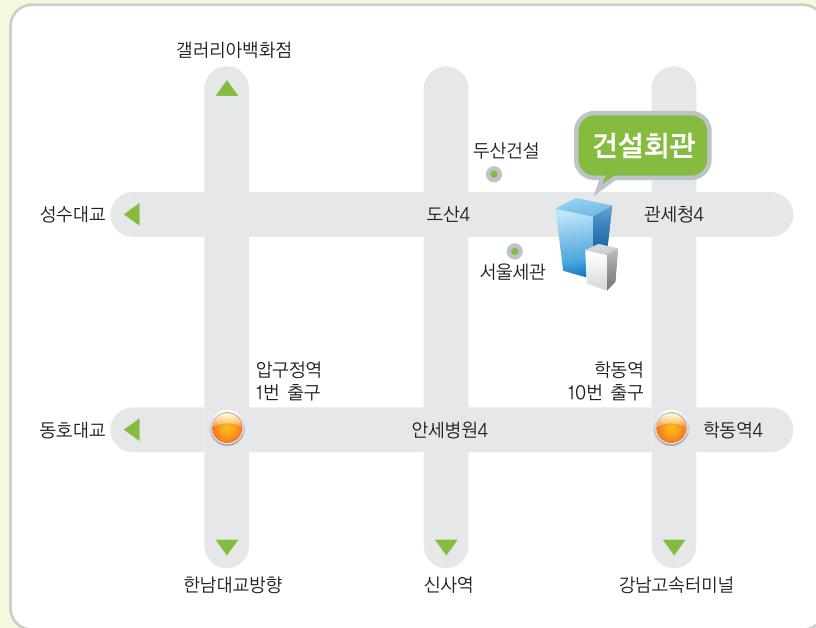 갤러리아백화점
두산건설
건설회관
성수대교
도산4
관세청4
서울세관
압구정역
1번 출구
학동역
10번 출구
동호대교
안세병원4
학동역4
한남대교방향
신사역
강남고속터미널